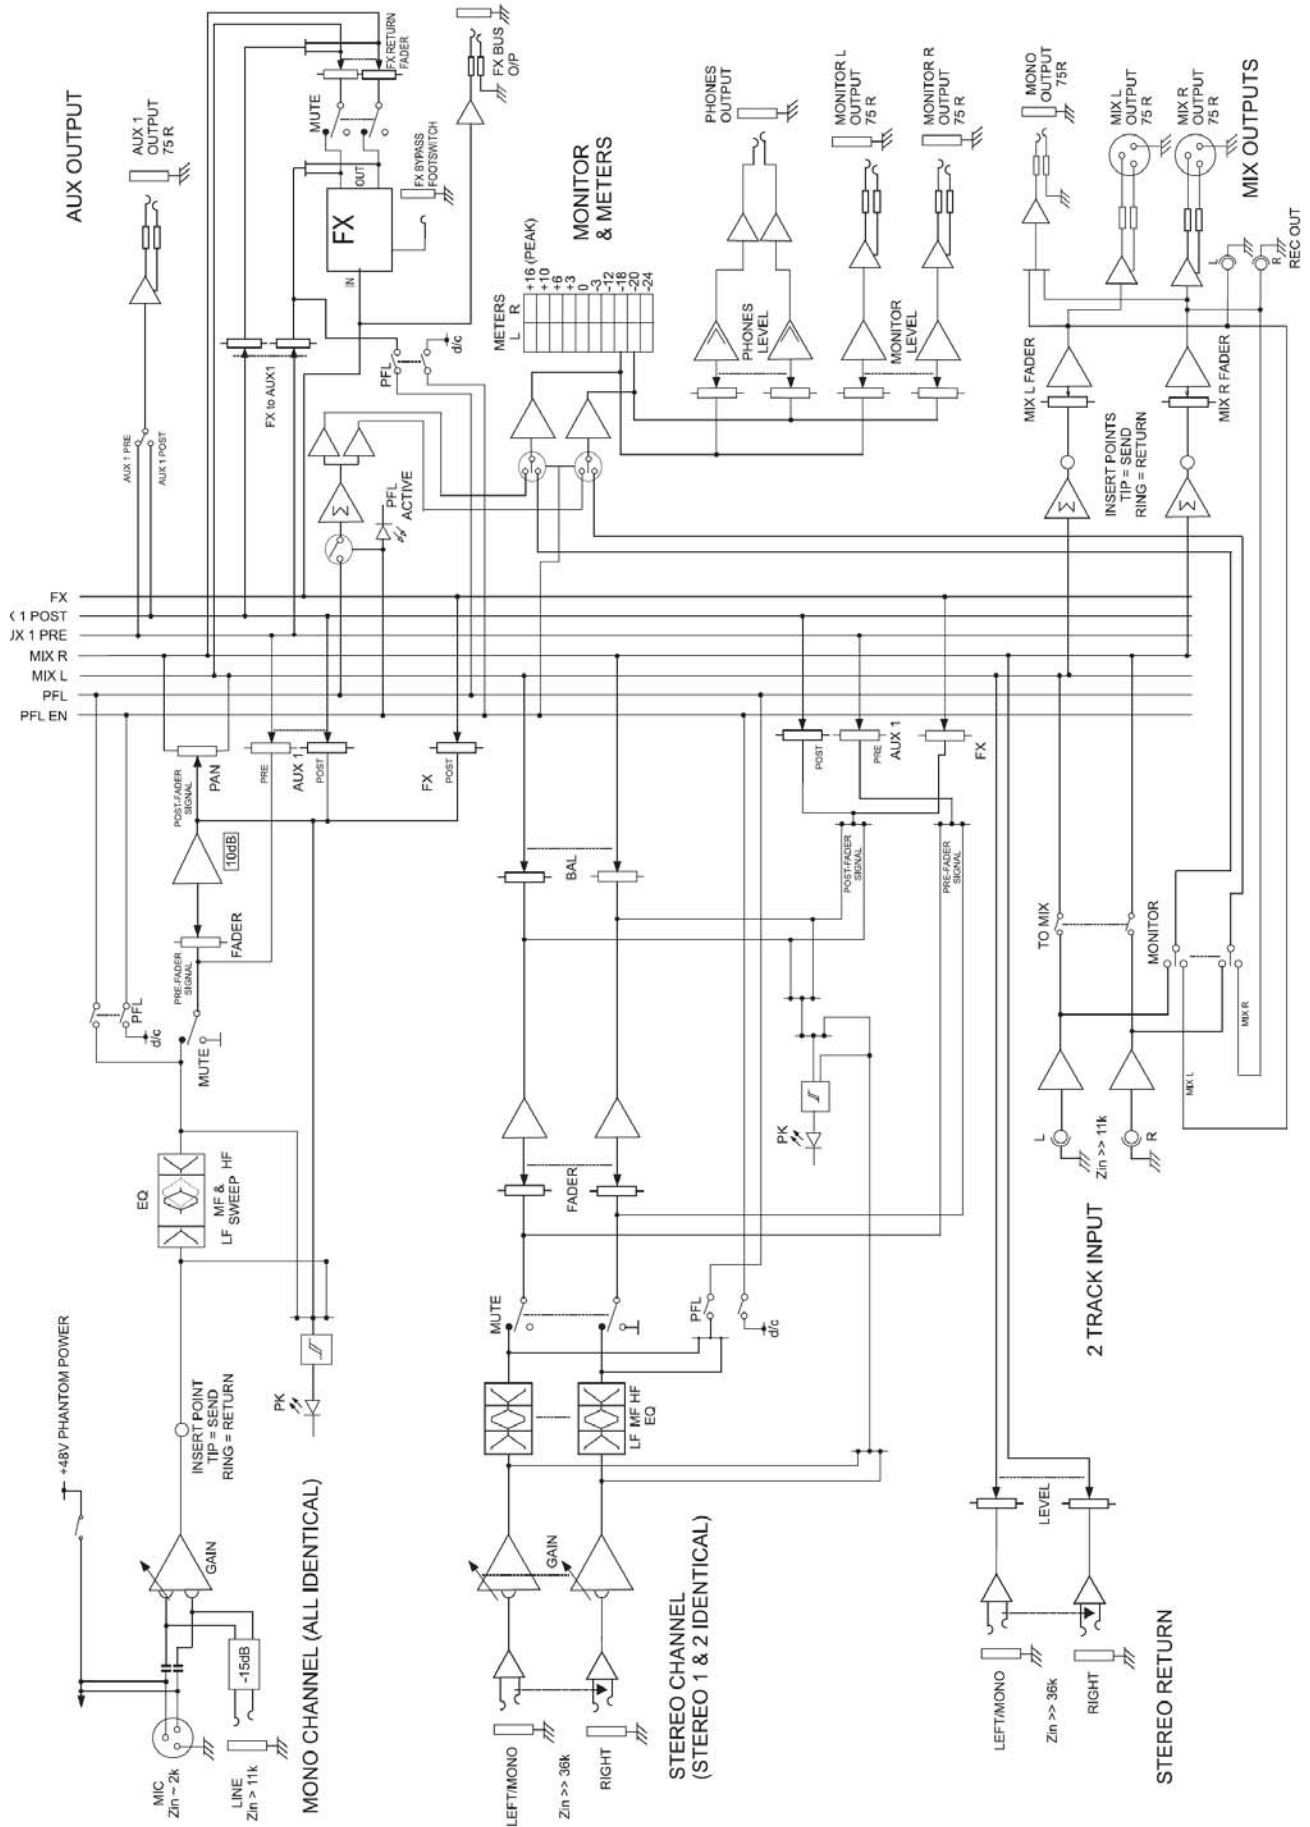 AUX OUTPUT
AUX 1
OUTPUT
75 R
FX RETURN
FADER
MUTE
OUT
FX
IN
FX BYPASS
FOOTSWITCH
FX BUS
O/P
AUX 1 PRE
AUX 1 POST
FX to AUX1
PFL
d/c
PFL
ACTIVE
MONITOR
& METERS
METERS
L R
+16 (PEAK)
+10
+6
+3
0
-3
-12
-18
-20
-24
PHONES
OUTPUT
MONITOR L
OUTPUT
75 R
MONITOR R
OUTPUT
75 R
PHONES
LEVEL
MONITOR
LEVEL
MONO
OUTPUT
75R
MIX L
OUTPUT
75 R
MIX R
OUTPUT
75 R
MIX OUTPUTS
L
R
REC OUT
MIX L FADER
MIX R FADER
INSERT POINTS
TIP = SEND
RING = RETURN
Σ
Σ
Σ
FX
X 1 POST
UX 1 PRE
MIX R
MIX L
PFL
PFL EN
POST-FADER
SIGNAL
PAN
10dB
PRE
AUX 1
POST
FX
POST
FADER
PRE-FADER
SIGNAL
PFL
d/c
MUTE
EQ
LF MF & HF
SWEEP
INSERT POINT
TIP = SEND
RING = RETURN
PK
+48V PHANTOM POWER
GAIN
-15dB
MIC
Zin ~ 2k
LINE
Zin > 11k
MONO CHANNEL (ALL IDENTICAL)
POST
PRE
AUX 1
FX
BAL
POST-FADER
SIGNAL
PRE-FADER
SIGNAL
PK
FADER
MUTE
PFL
d/c
LF MF HF
EQ
GAIN
LEFT/MONO
Zin >> 36k
RIGHT
STEREO CHANNEL
(STEREO 1 & 2 IDENTICAL)
TO MIX
MONITOR
MIX L
MIX R
L
Zin >> 11k
R
2 TRACK INPUT
LEVEL
LEFT/MONO
Zin >> 36k
RIGHT
STEREO RETURN